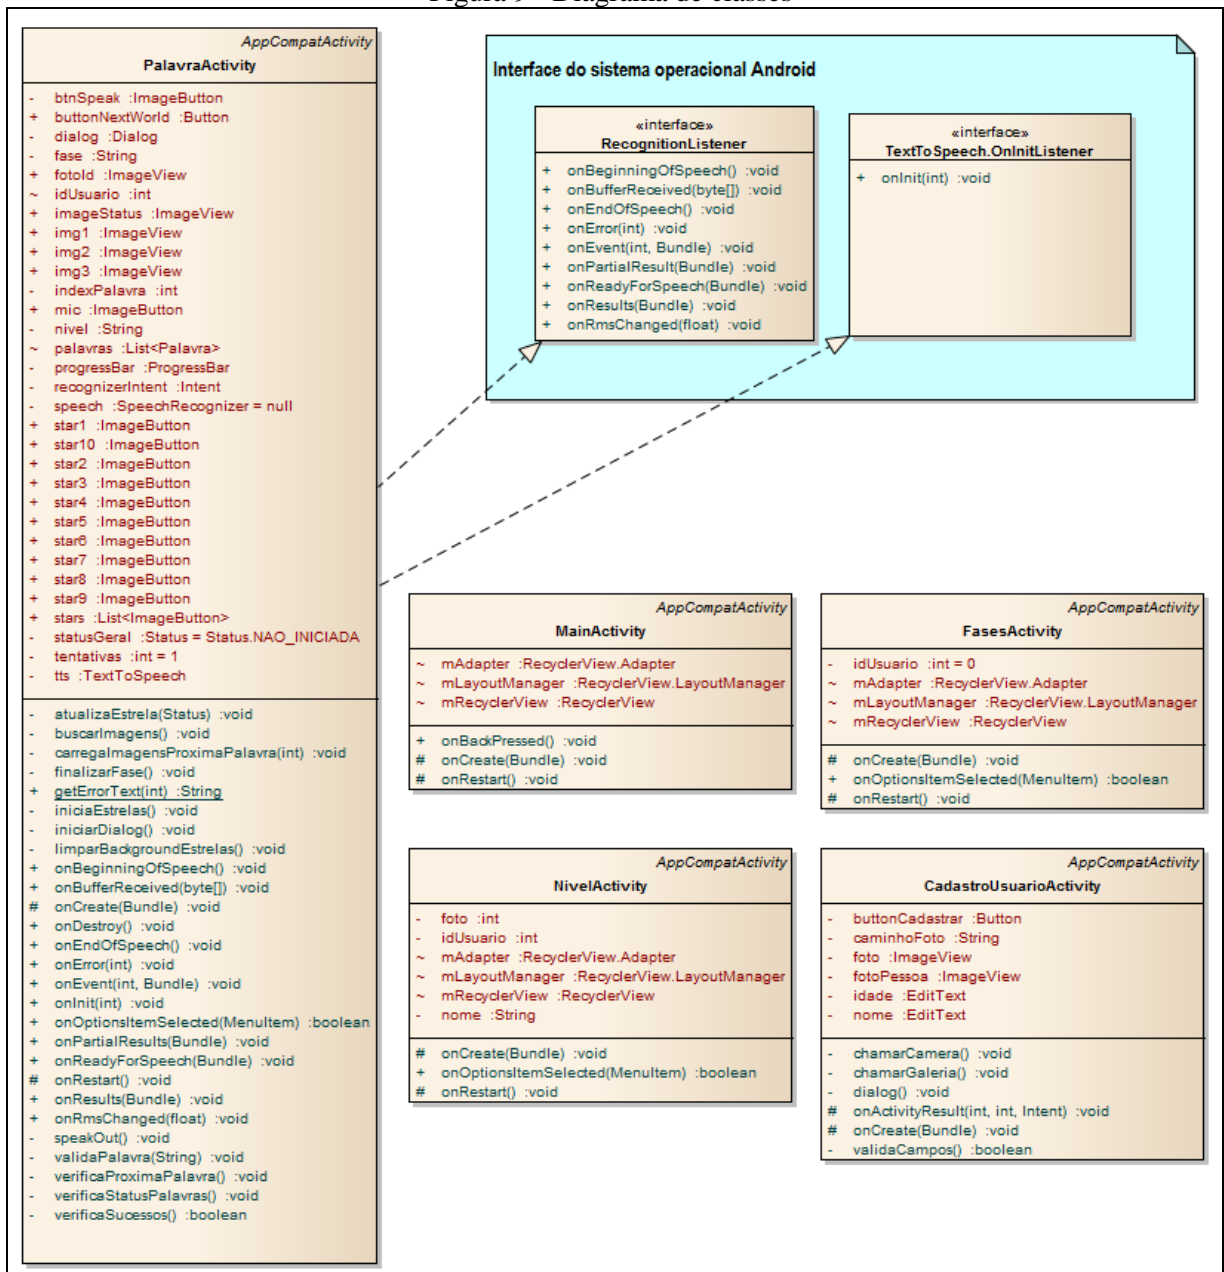 Figura 9 - Diagrama de classes
AppCompatActivity
PalavraActivity
- btnSpeak :ImageButton
+ buttonNextWorld :Button
- dialog :Dialog
- fase :String
+ fotoId :ImageView
~ idUsuario :int
+ imageStatus :ImageView
+ img1 :ImageView
+ img2 :ImageView
+ img3 :ImageView
- indexPalavra :int
+ mic :ImageButton
- nivel :String
~ palavras :List<Palavra>
- progressBar :ProgressBar
- recognizerIntent :Intent
- speech :SpeechRecognizer = null
+ star1 :ImageButton
+ star10 :ImageButton
+ star2 :ImageButton
+ star3 :ImageButton
+ star4 :ImageButton
+ star5 :ImageButton
+ star6 :ImageButton
+ star7 :ImageButton
+ star8 :ImageButton
+ star9 :ImageButton
+ stars :List<ImageButton>
- statusGeral :Status = Status.NAO_INICIADA
- tentativas :int = 1
- tts :TextToSpeech
- atualizaEstrela(Status) :void
- buscarImagens() :void
- carregaImagensProximaPalavra(int) :void
- finalizarFase() :void
+ getErrorText(int) :String
- iniciaEstrelas() :void
- iniciarDialog() :void
- limparBackgroundEstrelas() :void
+ onBeginningOfSpeech() :void
+ onBufferReceived(byte[]) :void
# onCreate(Bundle) :void
+ onDestroy() :void
+ onEndOfSpeech() :void
+ onError(int) :void
+ onEvent(int, Bundle) :void
+ onInit(int) :void
+ onOptionsItemSelected(MenuItem) :boolean
+ onPartialResults(Bundle) :void
+ onReadyForSpeech(Bundle) :void
# onRestart() :void
+ onResults(Bundle) :void
+ onRmsChanged(float) :void
- speakOut() :void
- validaPalavra(String) :void
- verificaProximaPalavra() :void
- verificaStatusPalavras() :void
- verificaSucessos() :boolean
Interface do sistema operacional Android
«interface»
RecognitionListener
+ onBeginningOfSpeech() :void
+ onBufferReceived(byte[]) :void
+ onEndOfSpeech() :void
+ onError(int) :void
+ onEvent(int, Bundle) :void
+ onPartialResult(Bundle) :void
+ onReadyForSpeech(Bundle) :void
+ onResults(Bundle) :void
+ onRmsChanged(float) :void
«interface»
TextToSpeech.OnInitListener
+ onInit(int) :void
AppCompatActivity
MainActivity
~ mAdapter :RecyclerView.Adapter
~ mLayoutManager :RecyclerView.LayoutManager
~ mRecyclerView :RecyclerView
+ onBackPressed() :void
# onCreate(Bundle) :void
# onRestart() :void
AppCompatActivity
FasesActivity
- idUsuario :int = 0
~ mAdapter :RecyclerView.Adapter
~ mLayoutManager :RecyclerView.LayoutManager
~ mRecyclerView :RecyclerView
# onCreate(Bundle) :void
+ onOptionsItemSelected(MenuItem) :boolean
# onRestart() :void
AppCompatActivity
NivelActivity
- foto :int
- idUsuario :int
~ mAdapter :RecyclerView.Adapter
~ mLayoutManager :RecyclerView.LayoutManager
~ mRecyclerView :RecyclerView
- nome :String
# onCreate(Bundle) :void
+ onOptionsItemSelected(MenuItem) :boolean
# onRestart() :void
AppCompatActivity
CadastroUsuarioActivity
- buttonCadastrar :Button
- caminhoFoto :String
- foto :ImageView
- fotoPessoa :ImageView
- idade :EditText
- nome :EditText
- chamarCamera() :void
- chamarGaleria() :void
- dialog() :void
# onActivityResult(int, int, Intent) :void
# onCreate(Bundle) :void
- validaCampos() :boolean